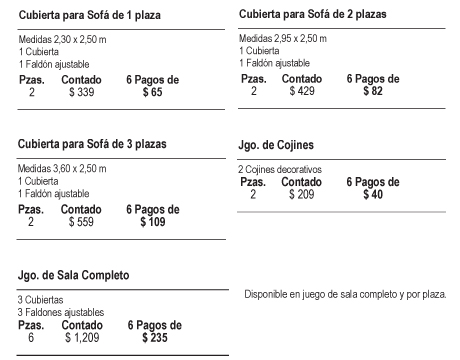 Cubierta para Sofá de 1 plaza
Medidas 2,30 x 2,50 m
1 Cubierta
1 Faldón ajustable
Pzas. Contado 6 Pagos de
2 $ 339 $ 65
Cubierta para Sofá de 2 plazas
Medidas 2,95 x 2,50 m
1 Cubierta
1 Faldón ajustable
Pzas. Contado 6 Pagos de
2 $ 429 $ 82
Cubierta para Sofá de 3 plazas
Medidas 3,60 x 2,50 m
1 Cubierta
1 Faldón ajustable
Pzas. Contado 6 Pagos de
2 $ 559 $ 109
Jgo. de Cojines
2 Cojines decorativos
Pzas. Contado 6 Pagos de
2 $ 209 $ 40
Jgo. de Sala Completo
3 Cubiertas
3 Faldones ajustables
Pzas. Contado 6 Pagos de
6 $ 1,209 $ 235
Disponible en juego de sala completo y por plaza.